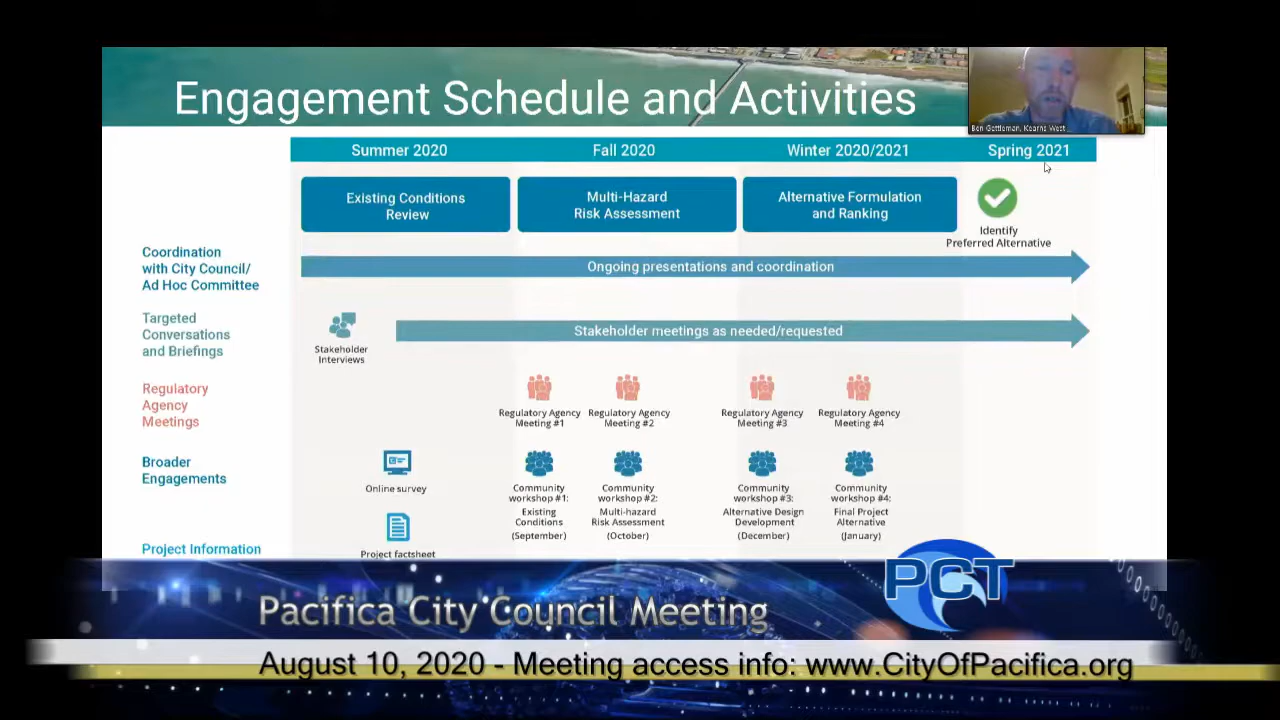 Engagement Schedule and Activities
Ben Gettleman, Kearns West
Summer 2020
Fall 2020
Winter 2020/2021
Spring 2021
Existing Conditions
Review
Multi-Hazard
Risk Assessment
Alternative Formulation
and Ranking
Identify
Preferred Alternative
Coordination
with City Council/
Ad Hoc Committee
Ongoing presentations and coordination
Targeted
Conversations
and Briefings
Stakeholder
Interviews
Stakeholder meetings as needed/requested
Regulatory
Agency
Meetings
Regulatory Agency
Meeting #1
Regulatory Agency
Meeting #2
Regulatory Agency
Meeting #3
Regulatory Agency
Meeting #4
Broader
Engagements
Online survey
Community
workshop #1:
Existing
Conditions
(September)
Community
workshop #2:
Multi-hazard
Risk Assessment
(October)
Community
workshop #3:
Alternative Design
Development
(December)
Community
workshop #4:
Final Project
Alternative
(January)
Project Information
Project factsheet
PCT
Pacifica City Council Meeting
August 10, 2020 - Meeting access info: www.CityOfPacifica.org